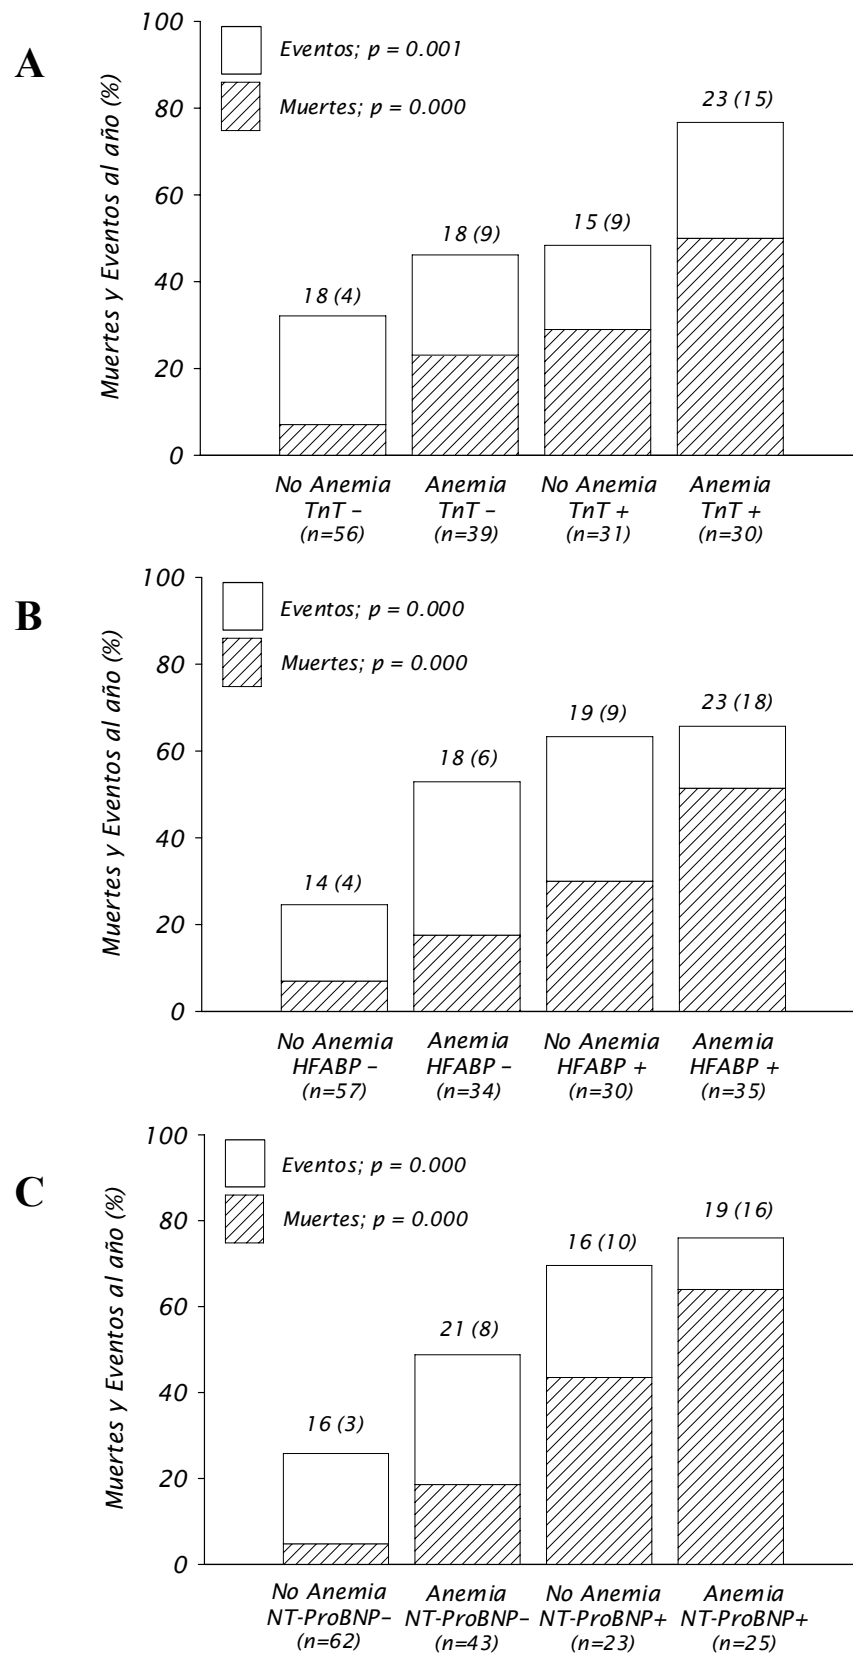 A
Muertes y Eventos al año (%)
100
80
60
40
20
0
Eventos; p = 0.001
Muertes; p = 0.000
18 (4)
18 (9)
15 (9)
23 (15)
No Anemia
TnT –
(n=56)
Anemia
TnT –
(n=39)
No Anemia
TnT +
(n=31)
Anemia
TnT +
(n=30)
B
Muertes y Eventos al año (%)
100
80
60
40
20
0
Eventos; p = 0.000
Muertes; p = 0.000
14 (4)
18 (6)
19 (9)
23 (18)
No Anemia
HFABP –
(n=57)
Anemia
HFABP –
(n=34)
No Anemia
HFABP +
(n=30)
Anemia
HFABP +
(n=35)
C
Muertes y Eventos al año (%)
100
80
60
40
20
0
Eventos; p = 0.000
Muertes; p = 0.000
16 (3)
21 (8)
16 (10)
19 (16)
No Anemia
NT-ProBNP–
(n=62)
Anemia
NT-ProBNP–
(n=43)
No Anemia
NT-ProBNP+
(n=23)
Anemia
NT-ProBNP+
(n=25)